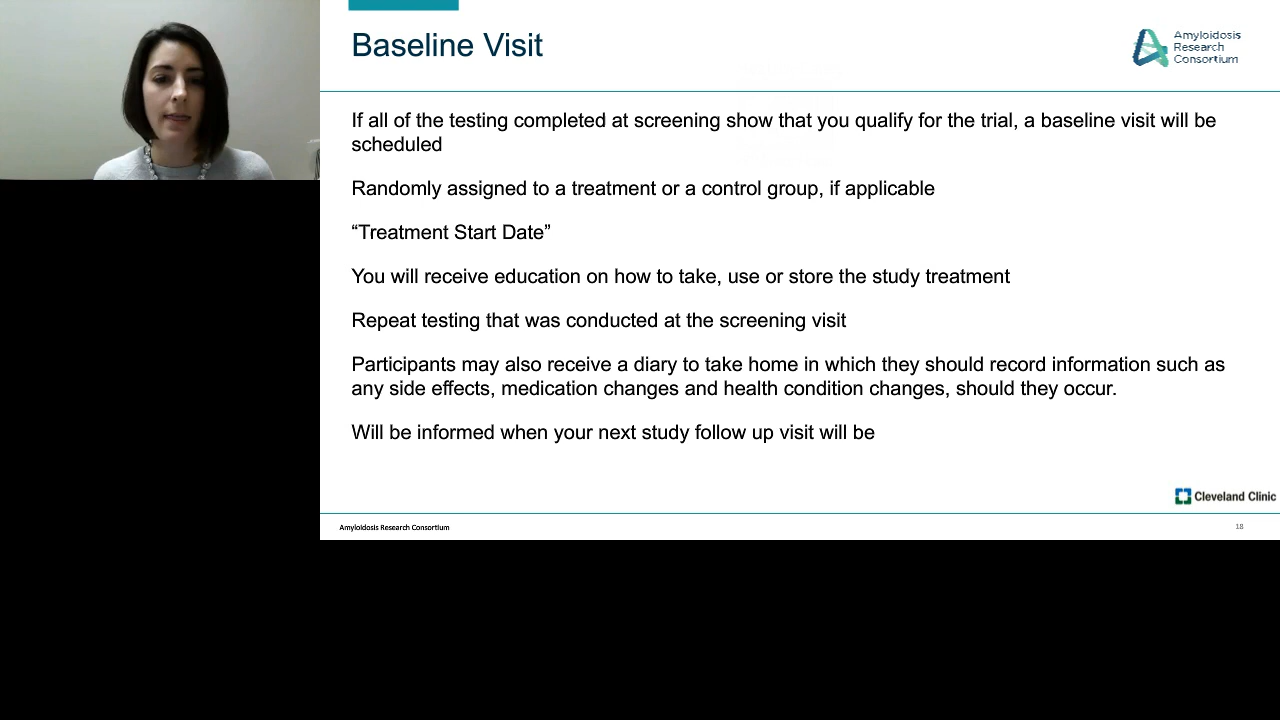 Baseline Visit
Amyloidosis
Research
Consortium
If all of the testing completed at screening show that you qualify for the trial, a baseline visit will be
scheduled
Randomly assigned to a treatment or a control group, if applicable
“Treatment Start Date”
You will receive education on how to take, use or store the study treatment
Repeat testing that was conducted at the screening visit
Participants may also receive a diary to take home in which they should record information such as
any side effects, medication changes and health condition changes, should they occur.
Will be informed when your next study follow up visit will be
Cleveland Clinic
Amyloidosis Research Consortium
18